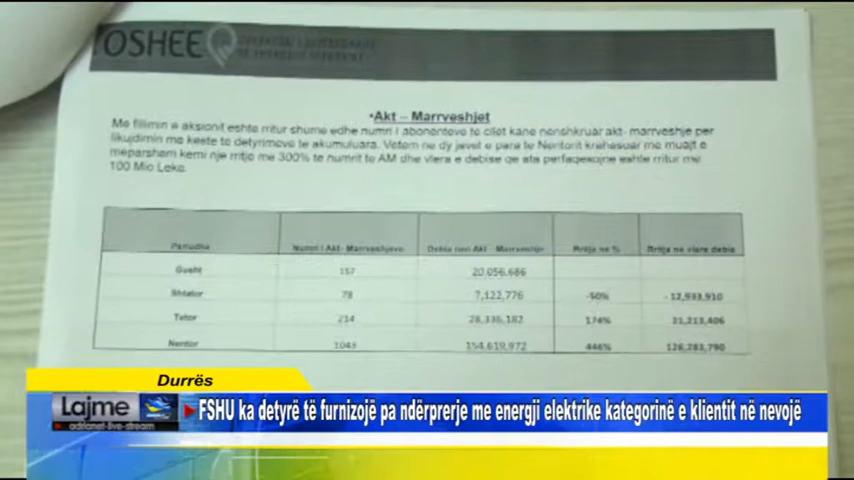 OSHEE
*Akt – Marrveshjet
Me fillimin e aksionit eshte rritur shume edhe numri i abonenteve te cilet kane nenshkruar akt- marrveshje per
likujdimin me keste te detyrimeve te akumuluara. Vetem ne dy javet e para te Nentorit krahasuar me muajt e
meparshem kemi nje rritje me 300% te numrit te AM dhe vlera e debise qe ata perfaqesojne eshte rritur me
100 Mio Leke.
Periudha Numri i Akt- Marrveshjeve Debia neni Akt - Marrveshje Rritja ne % Rritja ne vlere debie
Gusht 157 20,056,686
Shtator 78 7,122,776 -50% - 12,933,910
Tetor 214 28,336,182 174% 21,213,406
Nentor 1043 154,619,972 446% 126,283,790
Durrës
Lajme
adrianet-live-stream
FSHU ka detyrë të furnizojë pa ndërprerje me energji elektrike kategorinë e klientit në nevojë